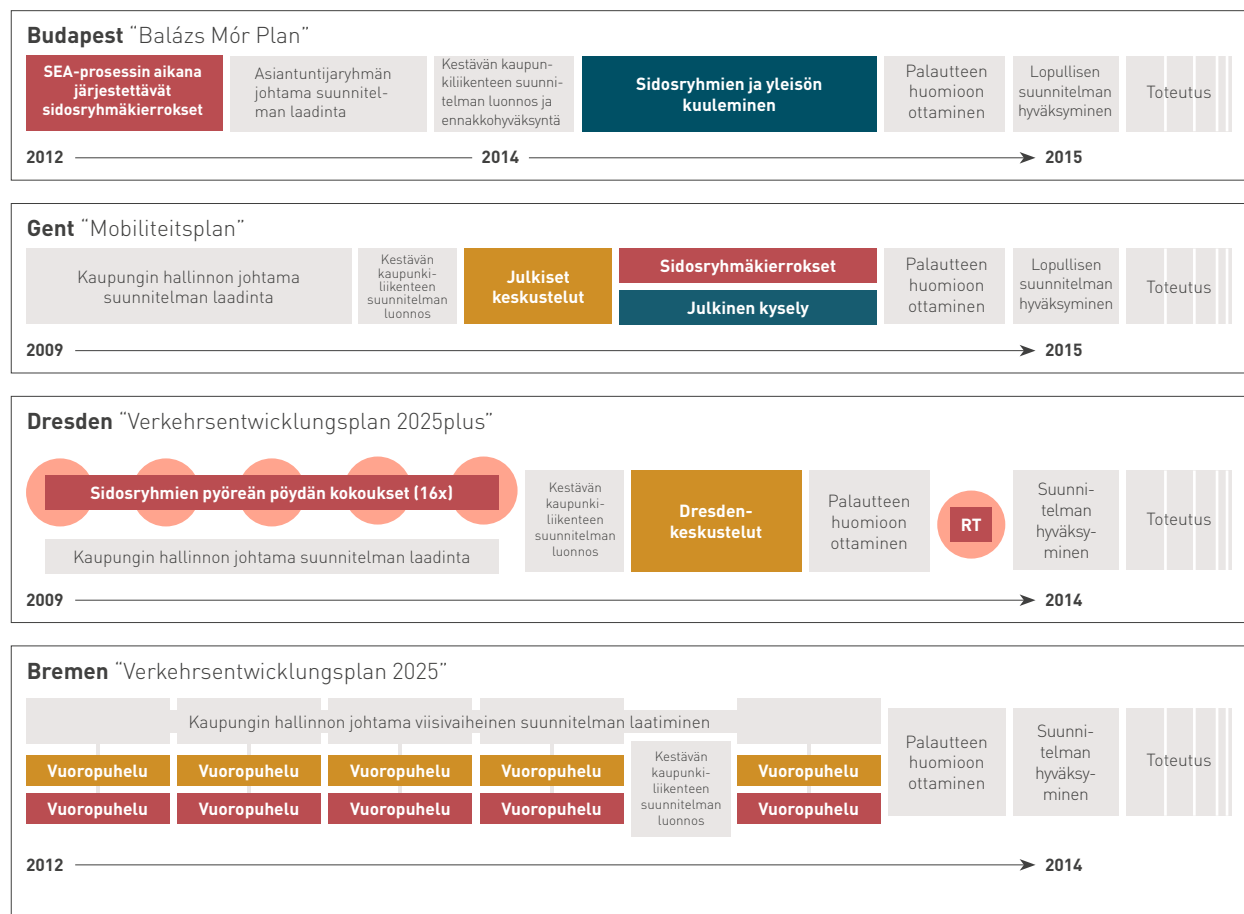 Budapest “Balázs Mór Plan”
SEA-prosessin aikana
järjestettävät
sidosryhmäkierrokset
Asiantuntijaryhmän
johtama suunnitel-
man laadinta
Kestävän kaupun-
kiliikenteen suunni-
telman luonnos ja
ennakkohyväksyntä
Sidosryhmien ja yleisön
kuuleminen
Palautteen
huomioon
ottaminen
Lopullisen
suunnitelman
hyväksyminen
Toteutus
2012
2014
2015
Gent “Mobiliteitsplan”
Kaupungin hallinnon johtama
suunnitelman laadinta
Kestävän
kaupunki-
liikenteen
suunnitelman
luonnos
Julkiset
keskustelut
Sidosryhmäkierrokset
Julkinen kysely
Palautteen
huomioon
ottaminen
Lopullisen
suunnitelman
hyväksyminen
Toteutus
2009
2015
Dresden “Verkehrsentwicklungsplan 2025plus”
Sidosryhmien pyöreän pöydän kokoukset (16x)
Kaupungin hallinnon johtama suunnitelman laadinta
Kestävän
kaupunki-
liikenteen
suunnitelman
luonnos
Dresden-
keskustelut
Palautteen
huomioon
ottaminen
RT
Suunni-
telman
hyväksy-
minen
Toteutus
2009
2014
Bremen “Verkehrsentwicklungsplan 2025”
Kaupungin hallinnon johtama viisivaiheinen suunnitelman laatiminen
Vuoropuhelu Vuoropuhelu Vuoropuhelu Vuoropuhelu Vuoropuhelu
Vuoropuhelu Vuoropuhelu Vuoropuhelu Vuoropuhelu Vuoropuhelu
Kestävän
kaupunki-
liikenteen
suunnitelman
luonnos
Palautteen
huomioon
ottaminen
Suunni-
telman
hyväksy-
minen
Toteutus
2012
2014